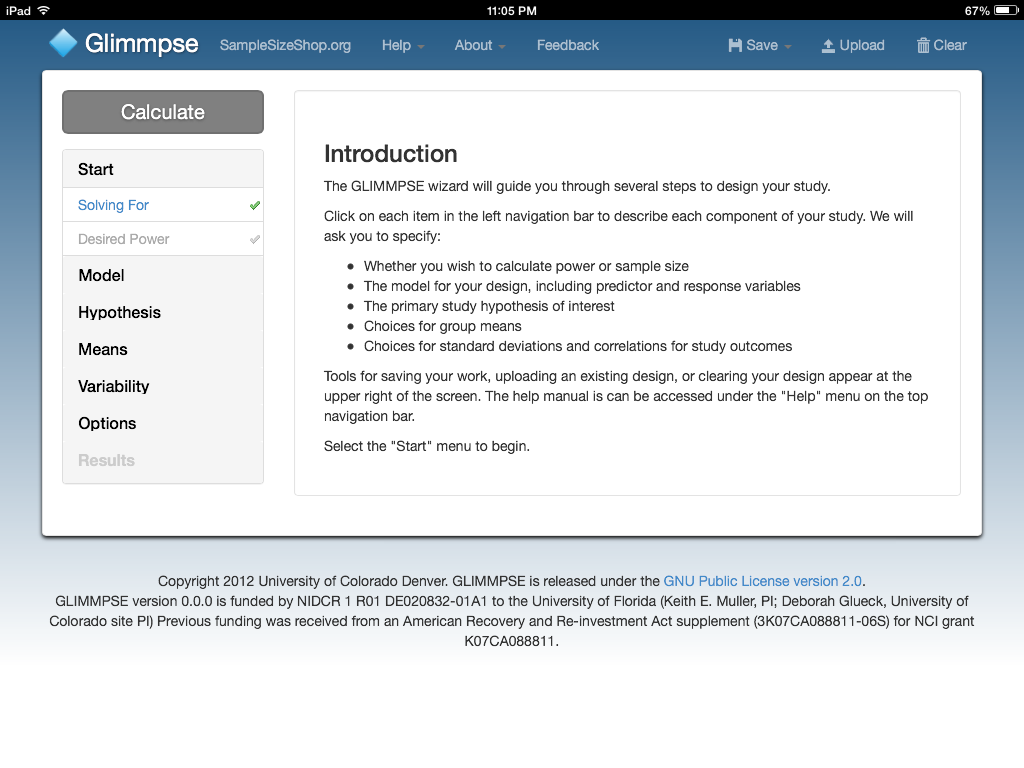 iPad 11:05 PM 67%
Glimmpse SampleSizeShop.org Help About Feedback Save Upload Clear
Calculate
Start
Solving For
Desired Power
Model
Hypothesis
Means
Variability
Options
Results
Introduction
The GLIMMPSE wizard will guide you through several steps to design your study.
Click on each item in the left navigation bar to describe each component of your study. We will
ask you to specify:
Whether you wish to calculate power or sample size
The model for your design, including predictor and response variables
The primary study hypothesis of interest
Choices for group means
Choices for standard deviations and correlations for study outcomes
Tools for saving your work, uploading an existing design, or clearing your design appear at the
upper right of the screen. The help manual is can be accessed under the "Help" menu on the top
navigation bar.
Select the "Start" menu to begin.
Copyright 2012 University of Colorado Denver. GLIMMPSE is released under the GNU Public License version 2.0.
GLIMMPSE version 0.0.0 is funded by NIDCR 1 R01 DE020832-01A1 to the University of Florida (Keith E. Muller, PI; Deborah Glueck, University of
Colorado site PI) Previous funding was received from an American Recovery and Re-investment Act supplement (3K07CA088811-06S) for NCI grant
K07CA088811.